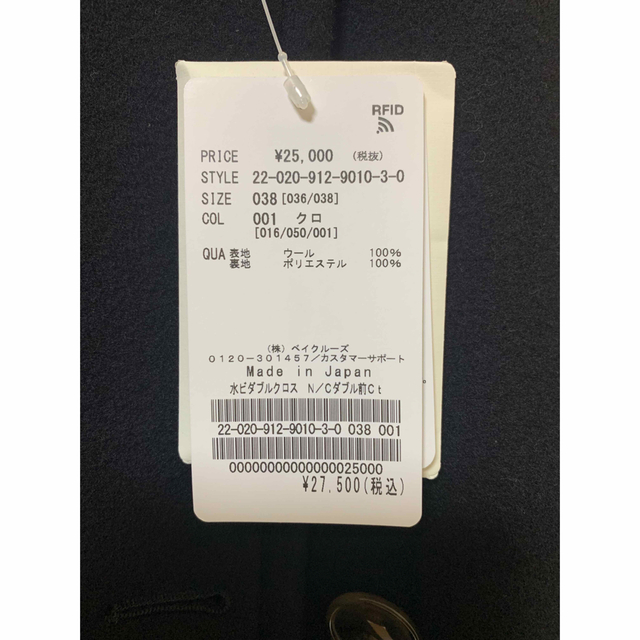 RFID
PRICE ¥25,000 (税抜)
STYLE 22-020-912-9010-3-0
SIZE 038[036/038]
COL 001 クロ
[016/050/001]
QUA 表地 ウール 100%
裏地 ポリエステル 100%
(株) ベイクルーズ
0120-301457/カスタマーサポート
Made in Japan
水ビダブルクロス N/Cダブル前Ct
22-020-912-9010-3-0 038 001
00000000000000025000
¥27,500(税込)